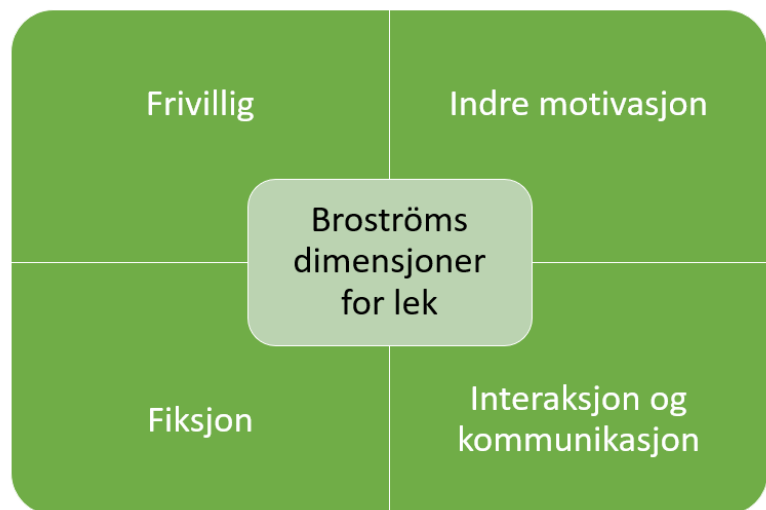 Frivillig
Indre motivasjon
Broströms
dimensjoner
for lek
Fiksjon
Interaksjon og
kommunikasjon